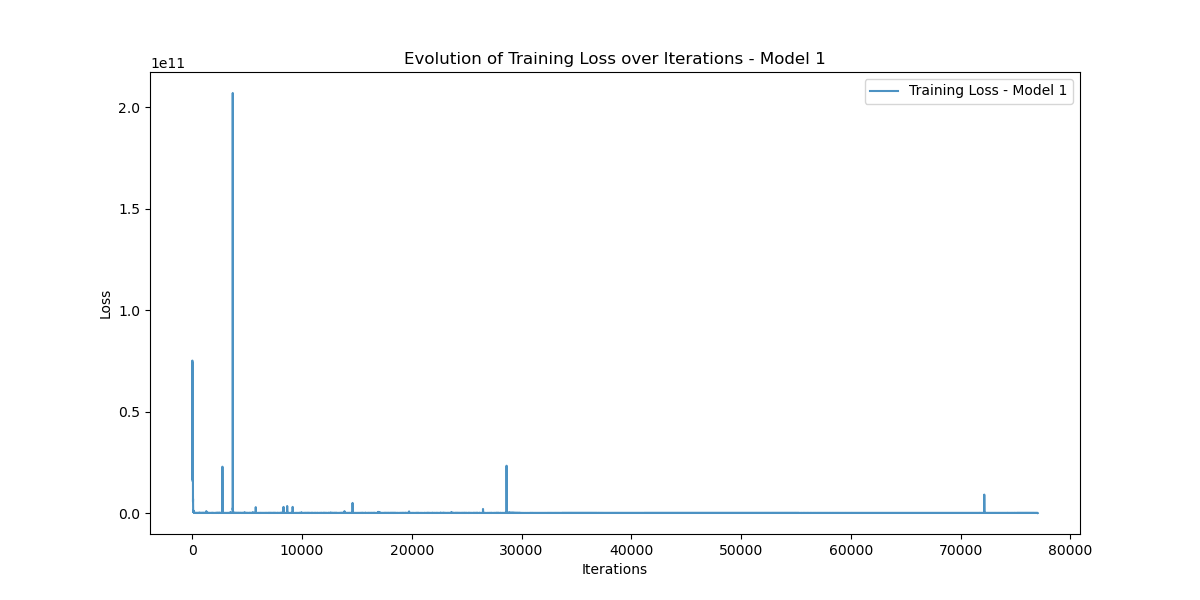 Evolution of Training Loss over Iterations - Model 1
1e11
Training Loss - Model 1
2.0
1.5
1.0
0.5
0.0
Loss
0 10000 20000 30000 40000 50000 60000 70000 80000
Iterations